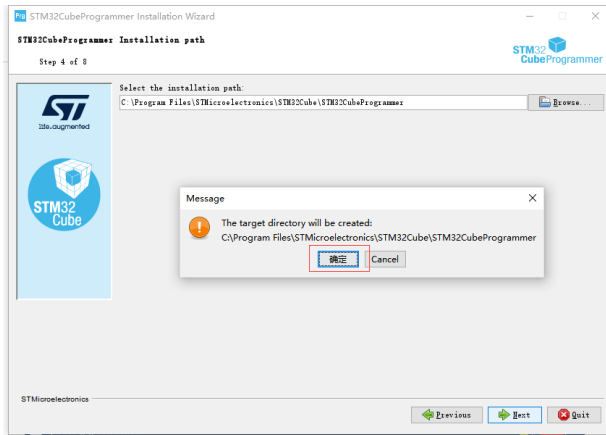 Pro STM32CubeProgrammer Installation Wizard
STM32CubeProgrammer Installation path
Step 4 of 8
STM32
CubeProgrammer
Select the installation path:
C:\Program Files\STMicroelectronics\STM32Cube\STM32CubeProgrammer
Browse...
life.augmented
STM32
Cube
Message
The target directory will be created:
C:\Program Files\STMicroelectronics\STM32Cube\STM32CubeProgrammer
确定 Cancel
STMicroelectronics
Previous Next Quit